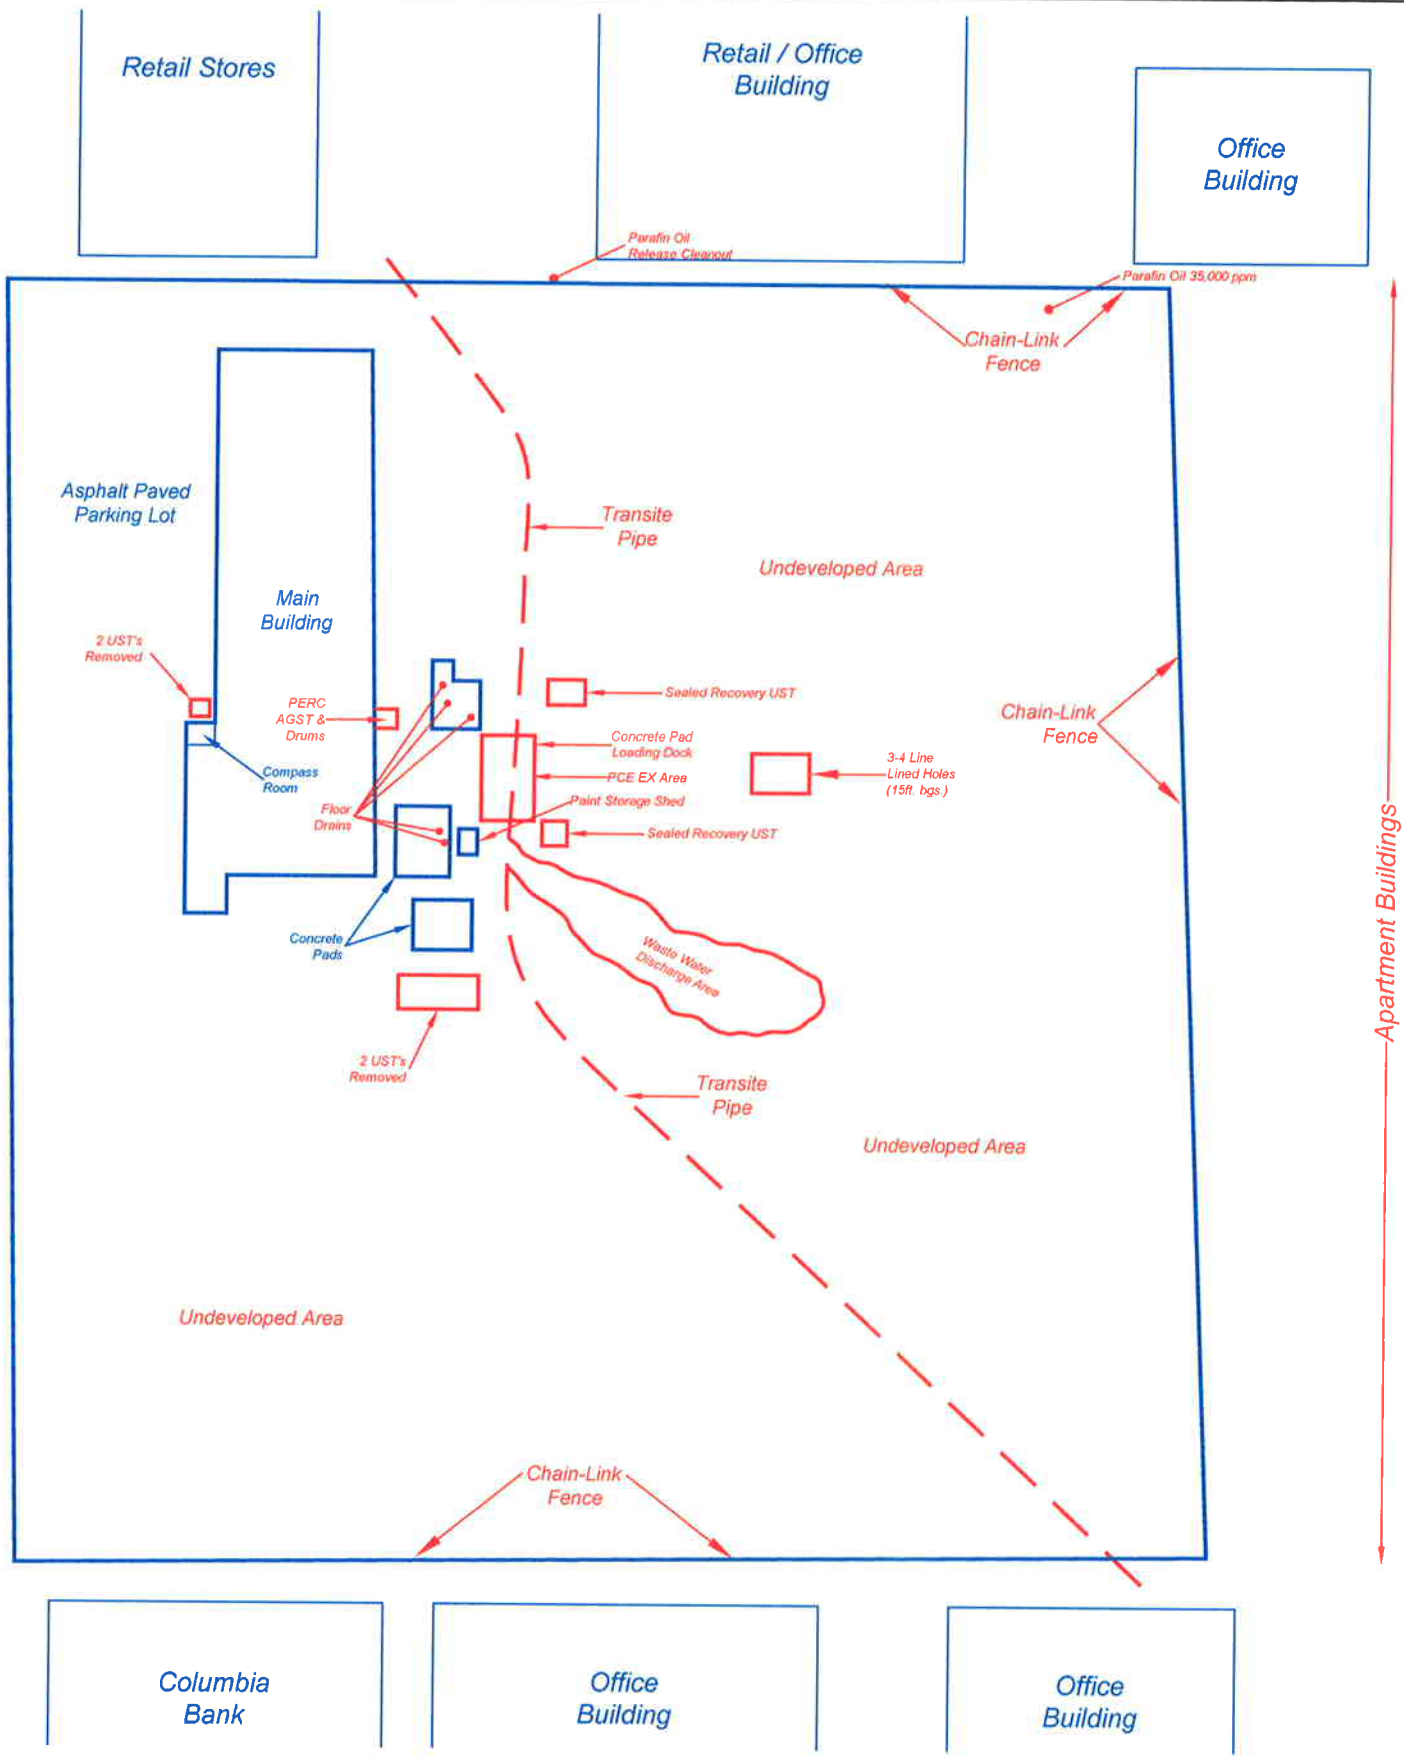 Retail Stores
Retail / Office
Building
Office
Building
Parafin Oil
Release Cleanout
Parafin Oil 35,000 ppm
Chain-Link
Fence
Asphalt Paved
Parking Lot
Transite
Pipe
Undeveloped Area
Main
Building
2 UST's
Removed
PERC
AGST &
Drums
Sealed Recovery UST
Concrete Pad
Loading Dock
PCE EX Area
Paint Storage Shed
Sealed Recovery UST
3-4 Line
Lined Holes
(15ft. bgs.)
Chain-Link
Fence
Compass
Room
Floor
Drains
Apartment Buildings
Concrete
Pads
Waste Water
Discharge Area
2 UST's
Removed
Transite
Pipe
Undeveloped Area
Undeveloped Area
Chain-Link
Fence
Columbia
Bank
Office
Building
Office
Building